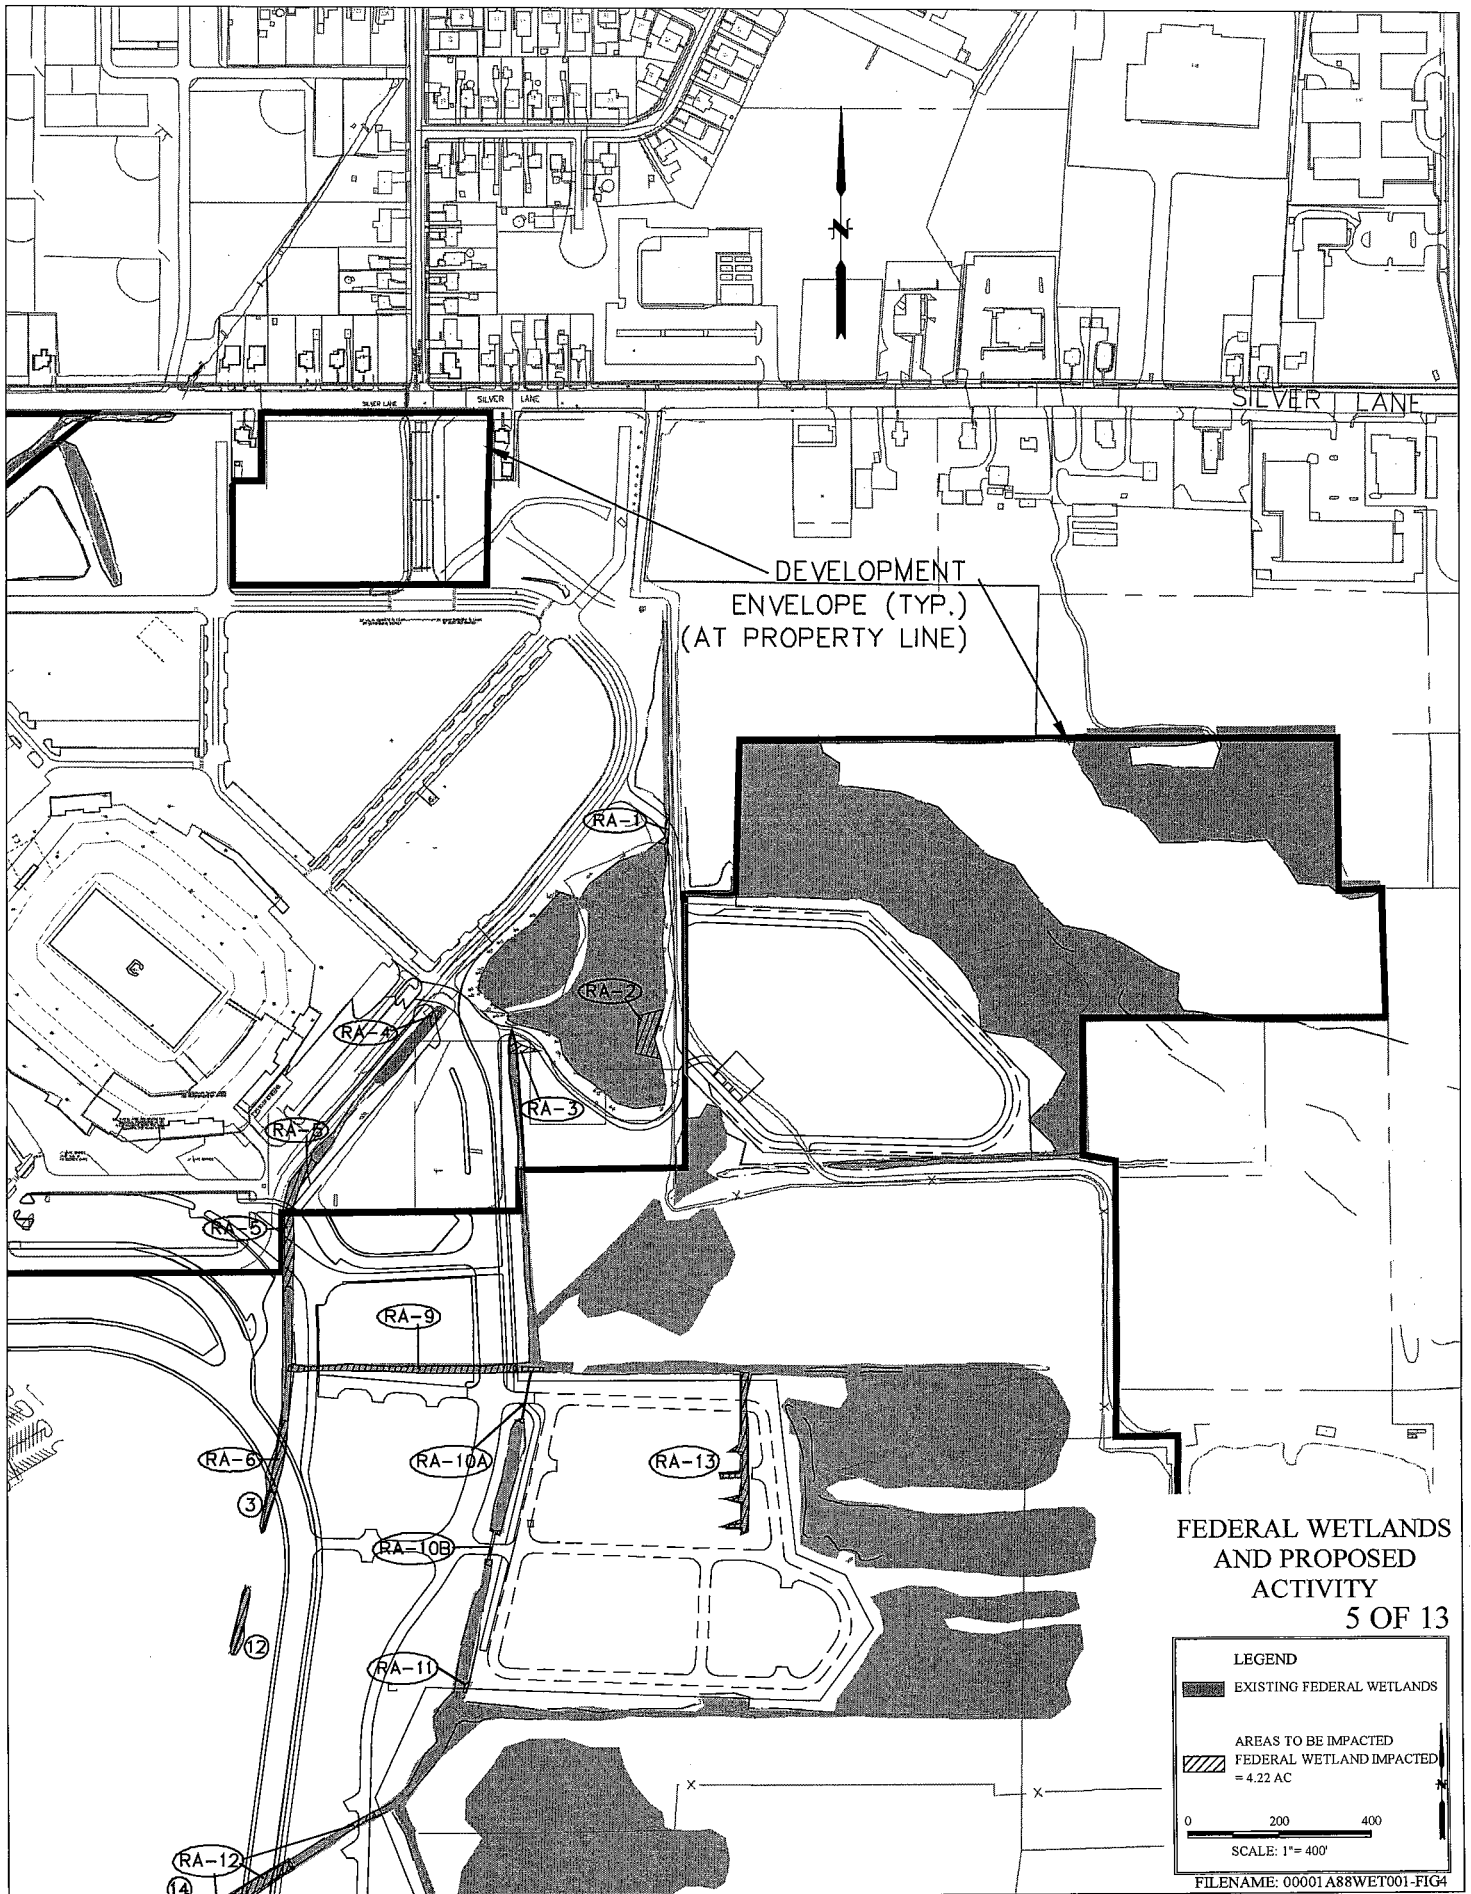 SILVER LANE
SILVER LANE
SILVER LANE
DEVELOPMENT
ENVELOPE (TYP.)
(AT PROPERTY LINE)
RA-1
RA-2
RA-4
RA-3
RA-5
RA-9
RA-6
RA-10A
RA-13
3
RA-10B
12
RA-11
RA-12
14
C
N
X
X
X
X
FEDERAL WETLANDS
AND PROPOSED
ACTIVITY
5 OF 13
LEGEND
EXISTING FEDERAL WETLANDS
AREAS TO BE IMPACTED
FEDERAL WETLAND IMPACTED
= 4.22 AC
N
0 200 400
SCALE: 1"= 400'
FILENAME: 00001A88WET001-FIG4